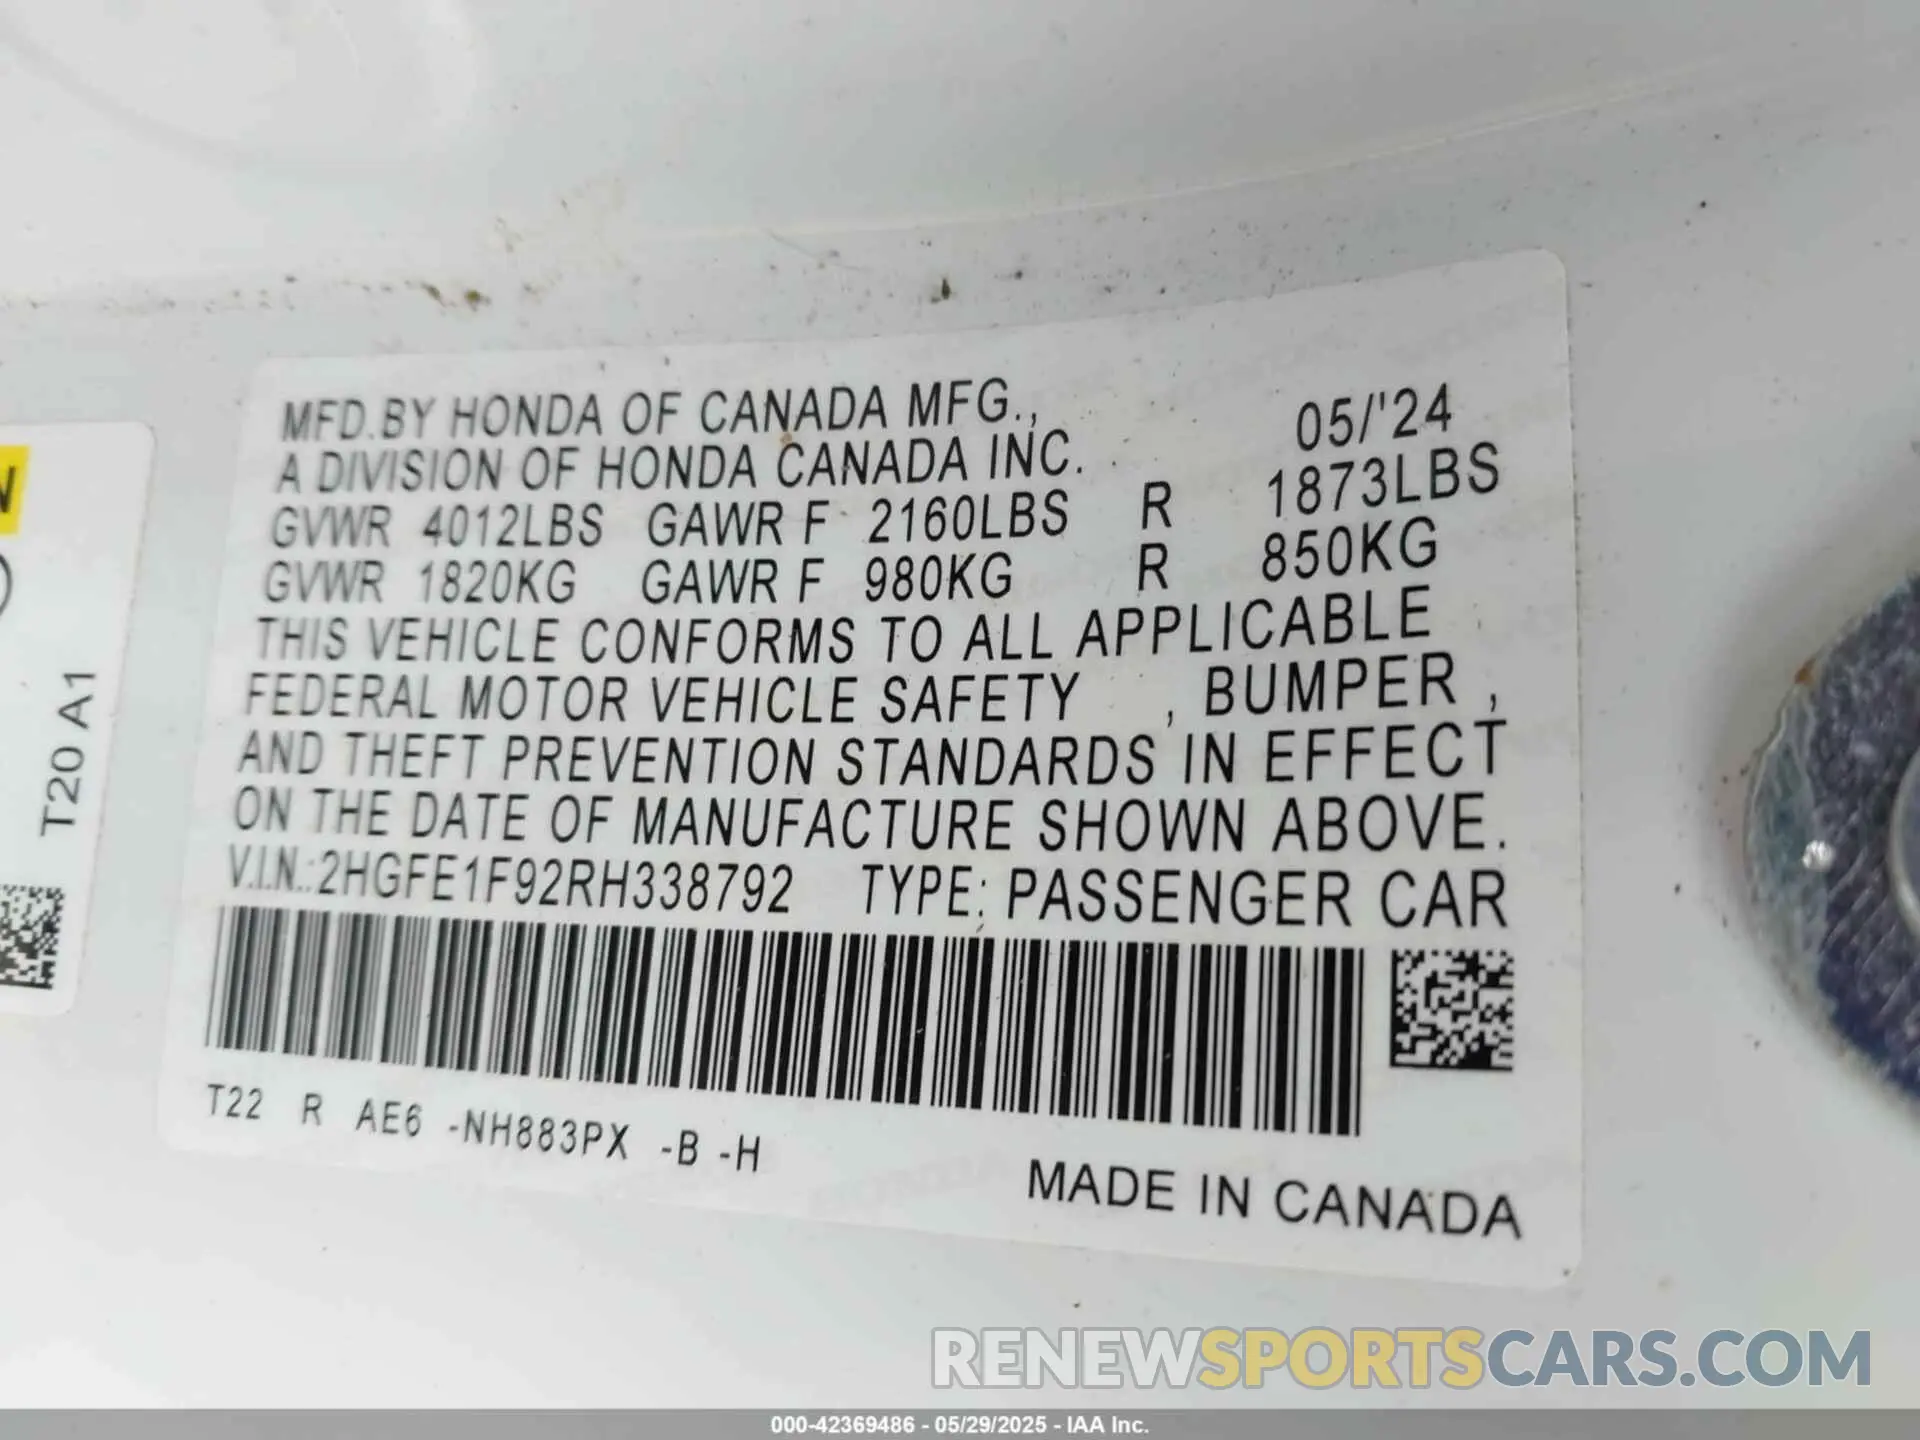 MFD.BY HONDA OF CANADA MFG., 05/'24
A DIVISION OF HONDA CANADA INC.
GVWR 4012LBS GAWR F 2160LBS R 1873LBS
GVWR 1820KG GAWR F 980KG R 850KG
THIS VEHICLE CONFORMS TO ALL APPLICABLE
FEDERAL MOTOR VEHICLE SAFETY , BUMPER ,
AND THEFT PREVENTION STANDARDS IN EFFECT
ON THE DATE OF MANUFACTURE SHOWN ABOVE.
V.I.N.:2HGFE1F92RH338792 TYPE: PASSENGER CAR
T22 R AE6 -NH883PX -B -H
MADE IN CANADA
T20 A1
RENEWSPORTSCARS.COM
000-42369486 - 05/29/2025 - IAA Inc.